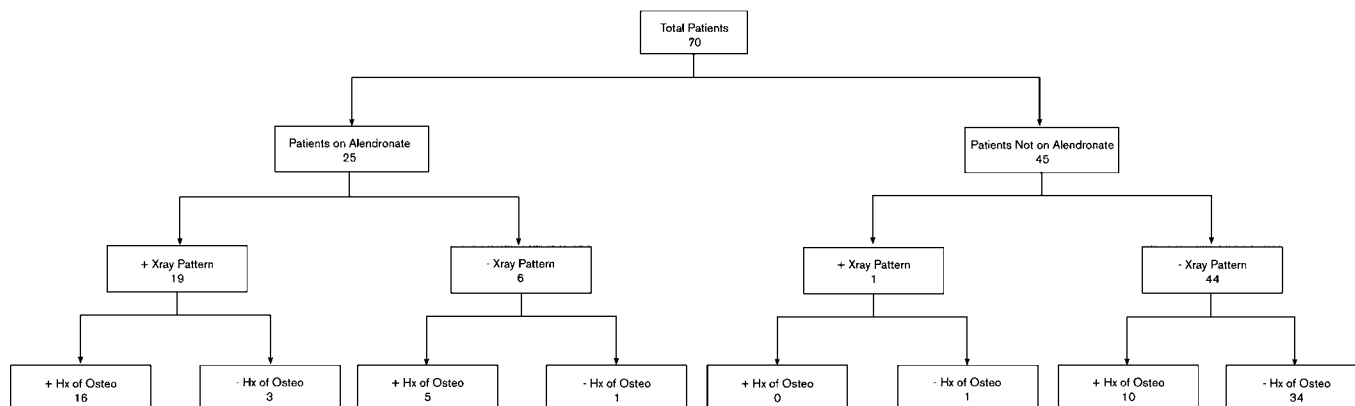 Total Patients
70
Patients on Alendronate
25
Patients Not on Alendronate
45
+ Xray Pattern
19
- Xray Pattern
6
+ Xray Pattern
1
- Xray Pattern
44
+ Hx of Osteo
16
- Hx of Osteo
3
+ Hx of Osteo
5
- Hx of Osteo
1
+ Hx of Osteo
0
- Hx of Osteo
1
+ Hx of Osteo
10
- Hx of Osteo
34